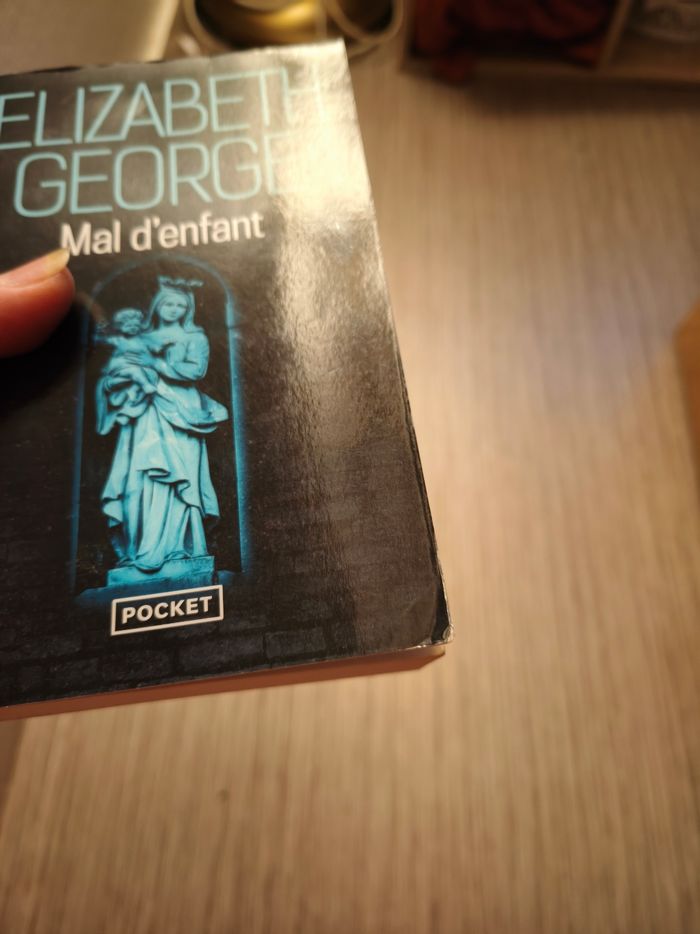 ELIZABETH
GEORGE
Mal d'enfant
POCKET